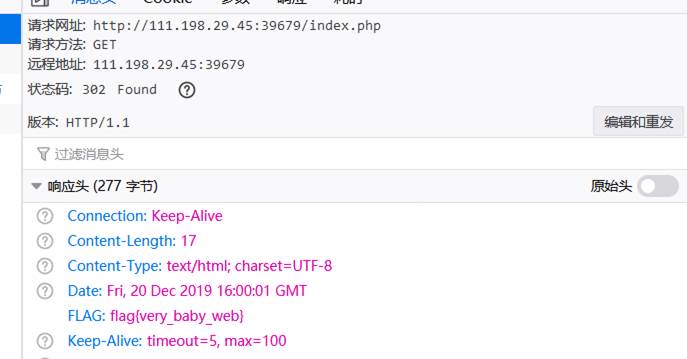 消息头 Cookie 参数 响应 耗时
请求网址: http://111.198.29.45:39679/index.php
请求方法: GET
远程地址: 111.198.29.45:39679
状态码: 302 Found ?
版本: HTTP/1.1 编辑和重发
过滤消息头
响应头 (277 字节) 原始头
? Connection: Keep-Alive
? Content-Length: 17
? Content-Type: text/html; charset=UTF-8
? Date: Fri, 20 Dec 2019 16:00:01 GMT
FLAG: flag{very_baby_web}
? Keep-Alive: timeout=5, max=100